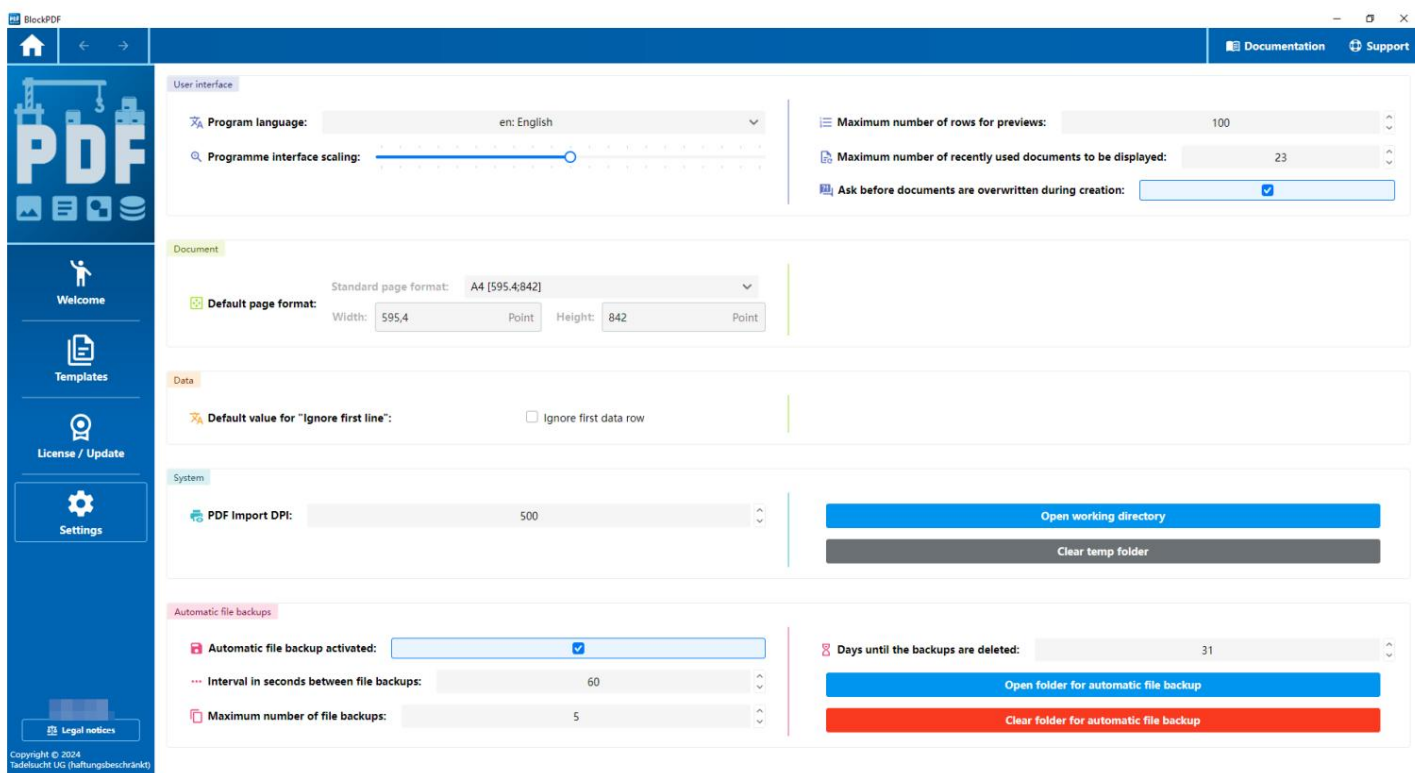 BlockPDF
Documentation
Support
PDF
User interface
Program language:
en: English
Programme interface scaling:
Maximum number of rows for previews:
100
Maximum number of recently used documents to be displayed:
23
Ask before documents are overwritten during creation:
Welcome
Templates
License / Update
Settings
Document
Default page format:
Standard page format:
A4 [595.4;842]
Width:
595,4
Point
Height:
842
Point
Data
Default value for "Ignore first line":
Ignore first data row
System
PDF Import DPI:
500
Open working directory
Clear temp folder
Automatic file backups
Automatic file backup activated:
Interval in seconds between file backups:
60
Maximum number of file backups:
5
Days until the backups are deleted:
31
Open folder for automatic file backup
Clear folder for automatic file backup
Legal notices
Copyright © 2024
Tadelsucht UG (haftungsbeschränkt)